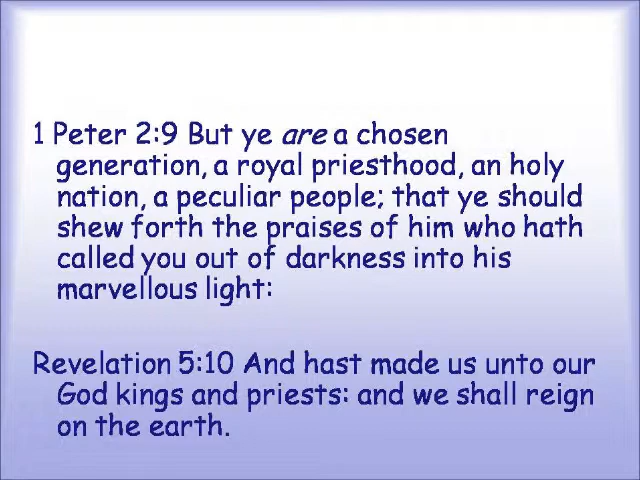 1 Peter 2:9 But ye are a chosen
generation, a royal priesthood, an holy
nation, a peculiar people; that ye should
shew forth the praises of him who hath
called you out of darkness into his
marvellous light:
Revelation 5:10 And hast made us unto our
God kings and priests: and we shall reign
on the earth.